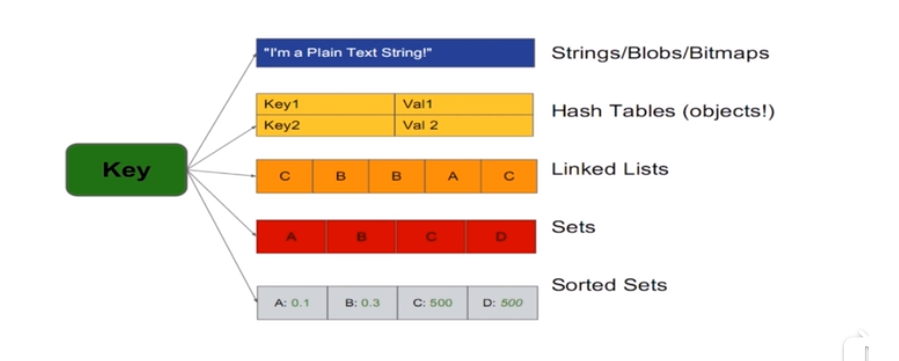 "I'm a Plain Text String!" Strings/Blobs/Bitmaps
Key1 Val1 Hash Tables (objects!)
Key2 Val 2
Key
C B B A C Linked Lists
A B C D Sets
A: 0.1 B: 0.3 C: 500 D: 500 Sorted Sets